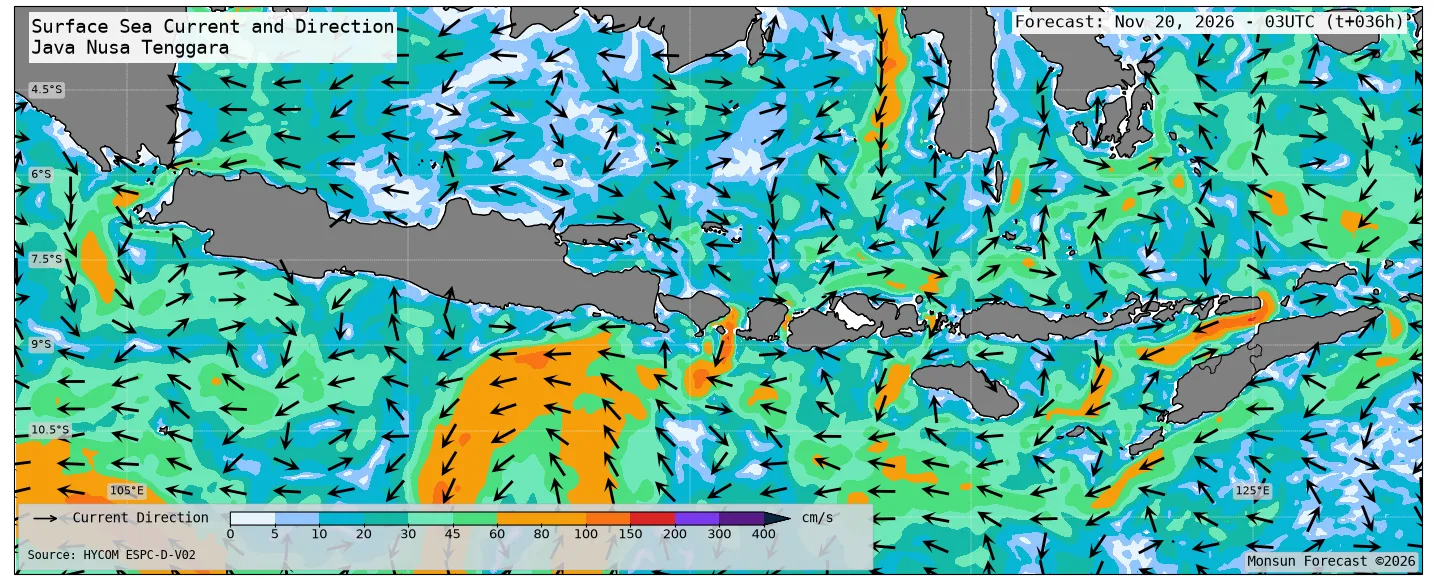 Surface Sea Current and Direction
Java Nusa Tenggara
Forecast: Nov 20, 2026 - 03UTC (t+036h)
4.5°S
6°S
7.5°S
9°S
10.5°S
105°E
125°E
Current Direction
0 5 10 20 30 45 60 80 100 150 200 300 400
cm/s
Source: HYCOM ESPC-D-V02
Monsun Forecast ©2026